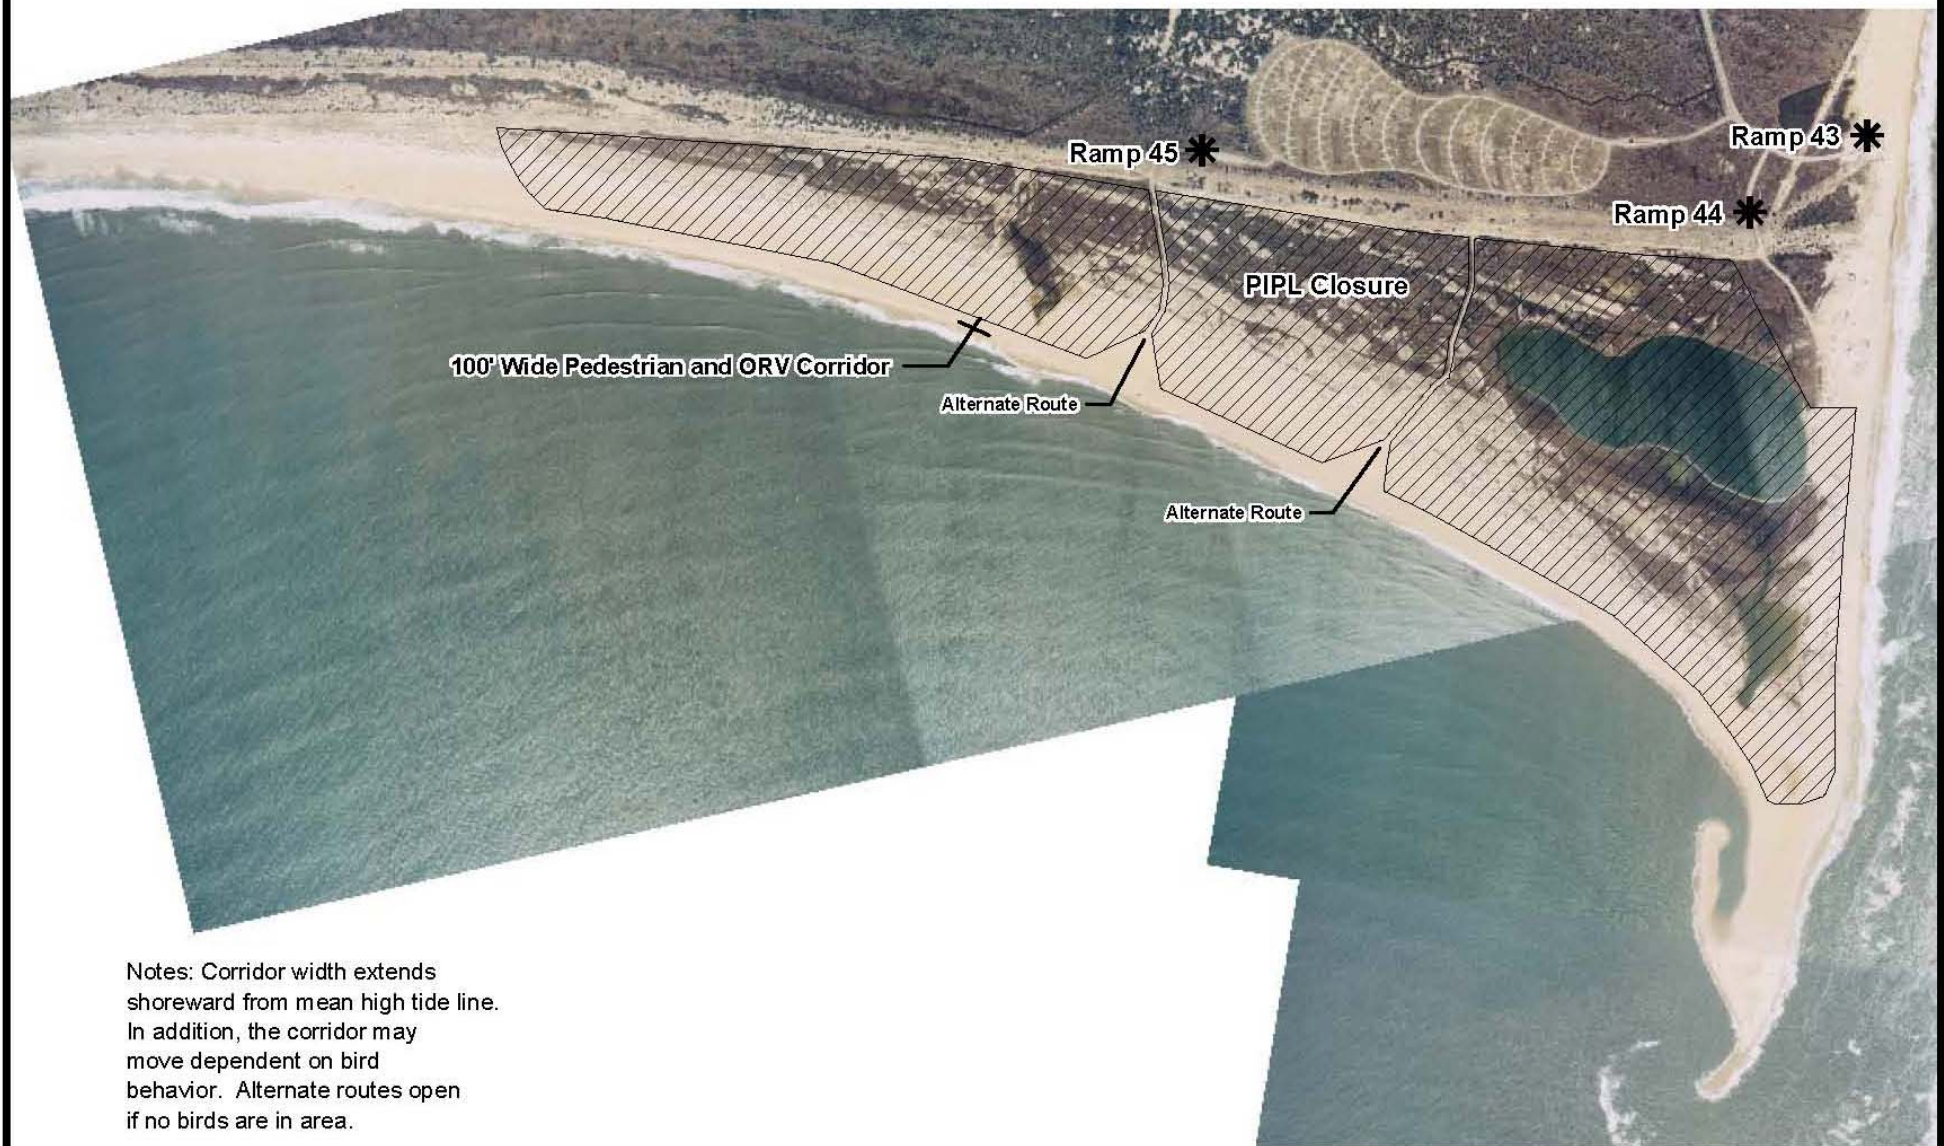 Ramp 43
Ramp 45
Ramp 44
PIPL Closure
100' Wide Pedestrian and ORV Corridor
Alternate Route
Alternate Route
Notes: Corridor width extends
shoreward from mean high tide line.
In addition, the corridor may
move dependent on bird
behavior. Alternate routes open
if no birds are in area.